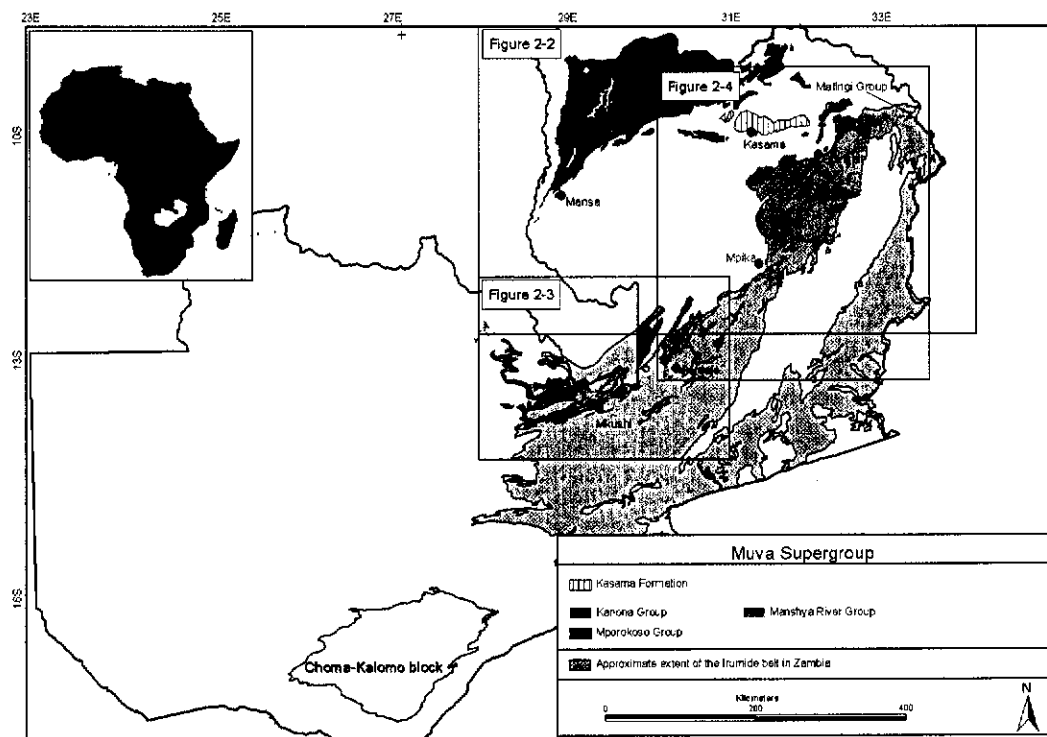 23E 25E 27E 29E 31E 33E
Figure 2-2
Figure 2-4
Mafingi Group
10S
Kasama
Mansa
Mpika
Figure 2-3
13S
Mkushi
Muva Supergroup
Kasama Formation
Kanona Group Manshya River Group
Mporokoso Group
16S
Choma-Kalomo block
Approximate extent of the Irumide belt in Zambia
N
Kilometers
0 200 400